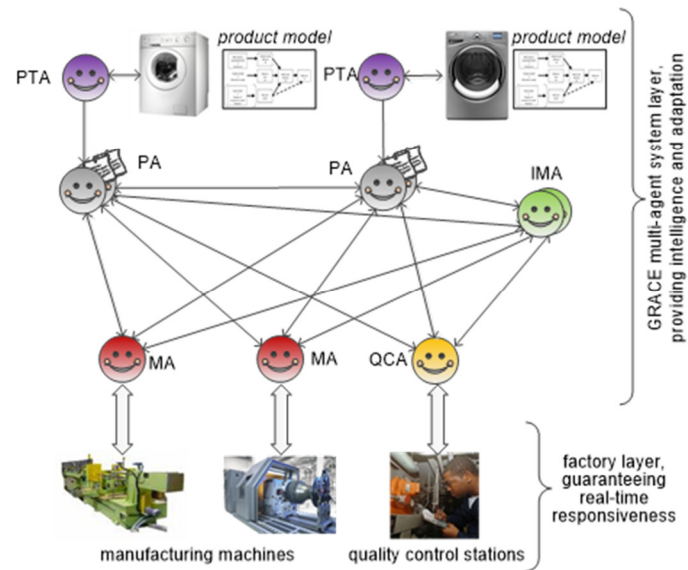 product model
product model
PTA
PTA
PA
PA
IMA
MA
MA
QCA
GRACE multi-agent system layer,
providing intelligence and adaptation
factory layer,
guaranteeing
real-time
responsiveness
manufacturing machines
quality control stations